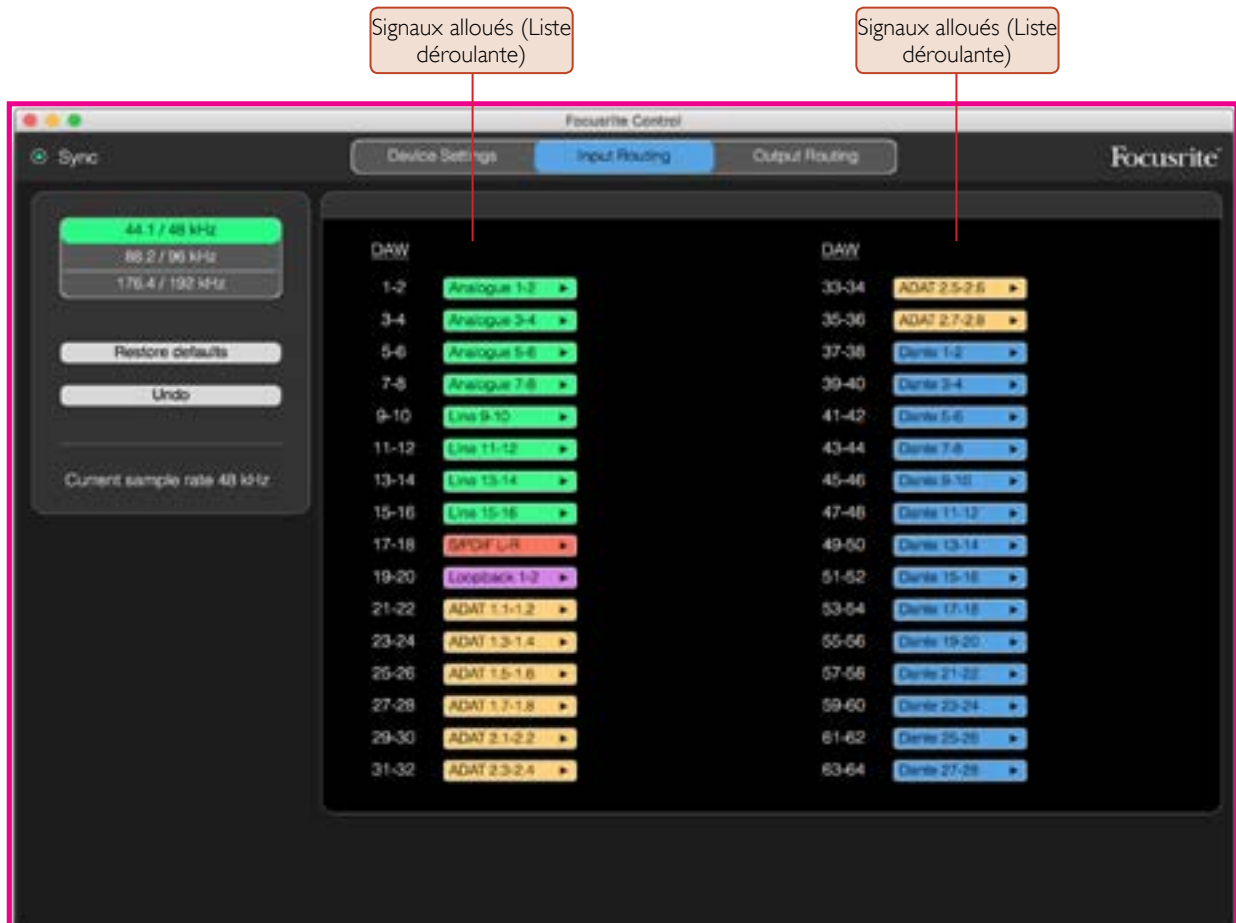 Signaux alloués (Liste
déroulante)
Signaux alloués (Liste
déroulante)
Focusrite Control
Sync
Device Settings
Input Routing
Output Routing
Focusrite
44.1 / 48 kHz
88.2 / 96 kHz
176.4 / 192 kHz
Restore defaults
Undo
Current sample rate 48 kHz
DAW
1-2 Analogue 1-2
3-4 Analogue 3-4
5-6 Analogue 5-6
7-8 Analogue 7-8
9-10 Line 9-10
11-12 Line 11-12
13-14 Line 13-14
15-16 Line 15-16
17-18 S/PDIF L-R
19-20 Loopback 1-2
21-22 ADAT 1.1-1.2
23-24 ADAT 1.3-1.4
25-26 ADAT 1.5-1.6
27-28 ADAT 1.7-1.8
29-30 ADAT 2.1-2.2
31-32 ADAT 2.3-2.4
DAW
33-34 ADAT 2.5-2.6
35-36 ADAT 2.7-2.8
37-38 Dante 1-2
39-40 Dante 3-4
41-42 Dante 5-6
43-44 Dante 7-8
45-46 Dante 9-10
47-48 Dante 11-12
49-50 Dante 13-14
51-52 Dante 15-16
53-54 Dante 17-18
55-56 Dante 19-20
57-58 Dante 21-22
59-60 Dante 23-24
61-62 Dante 25-26
63-64 Dante 27-28